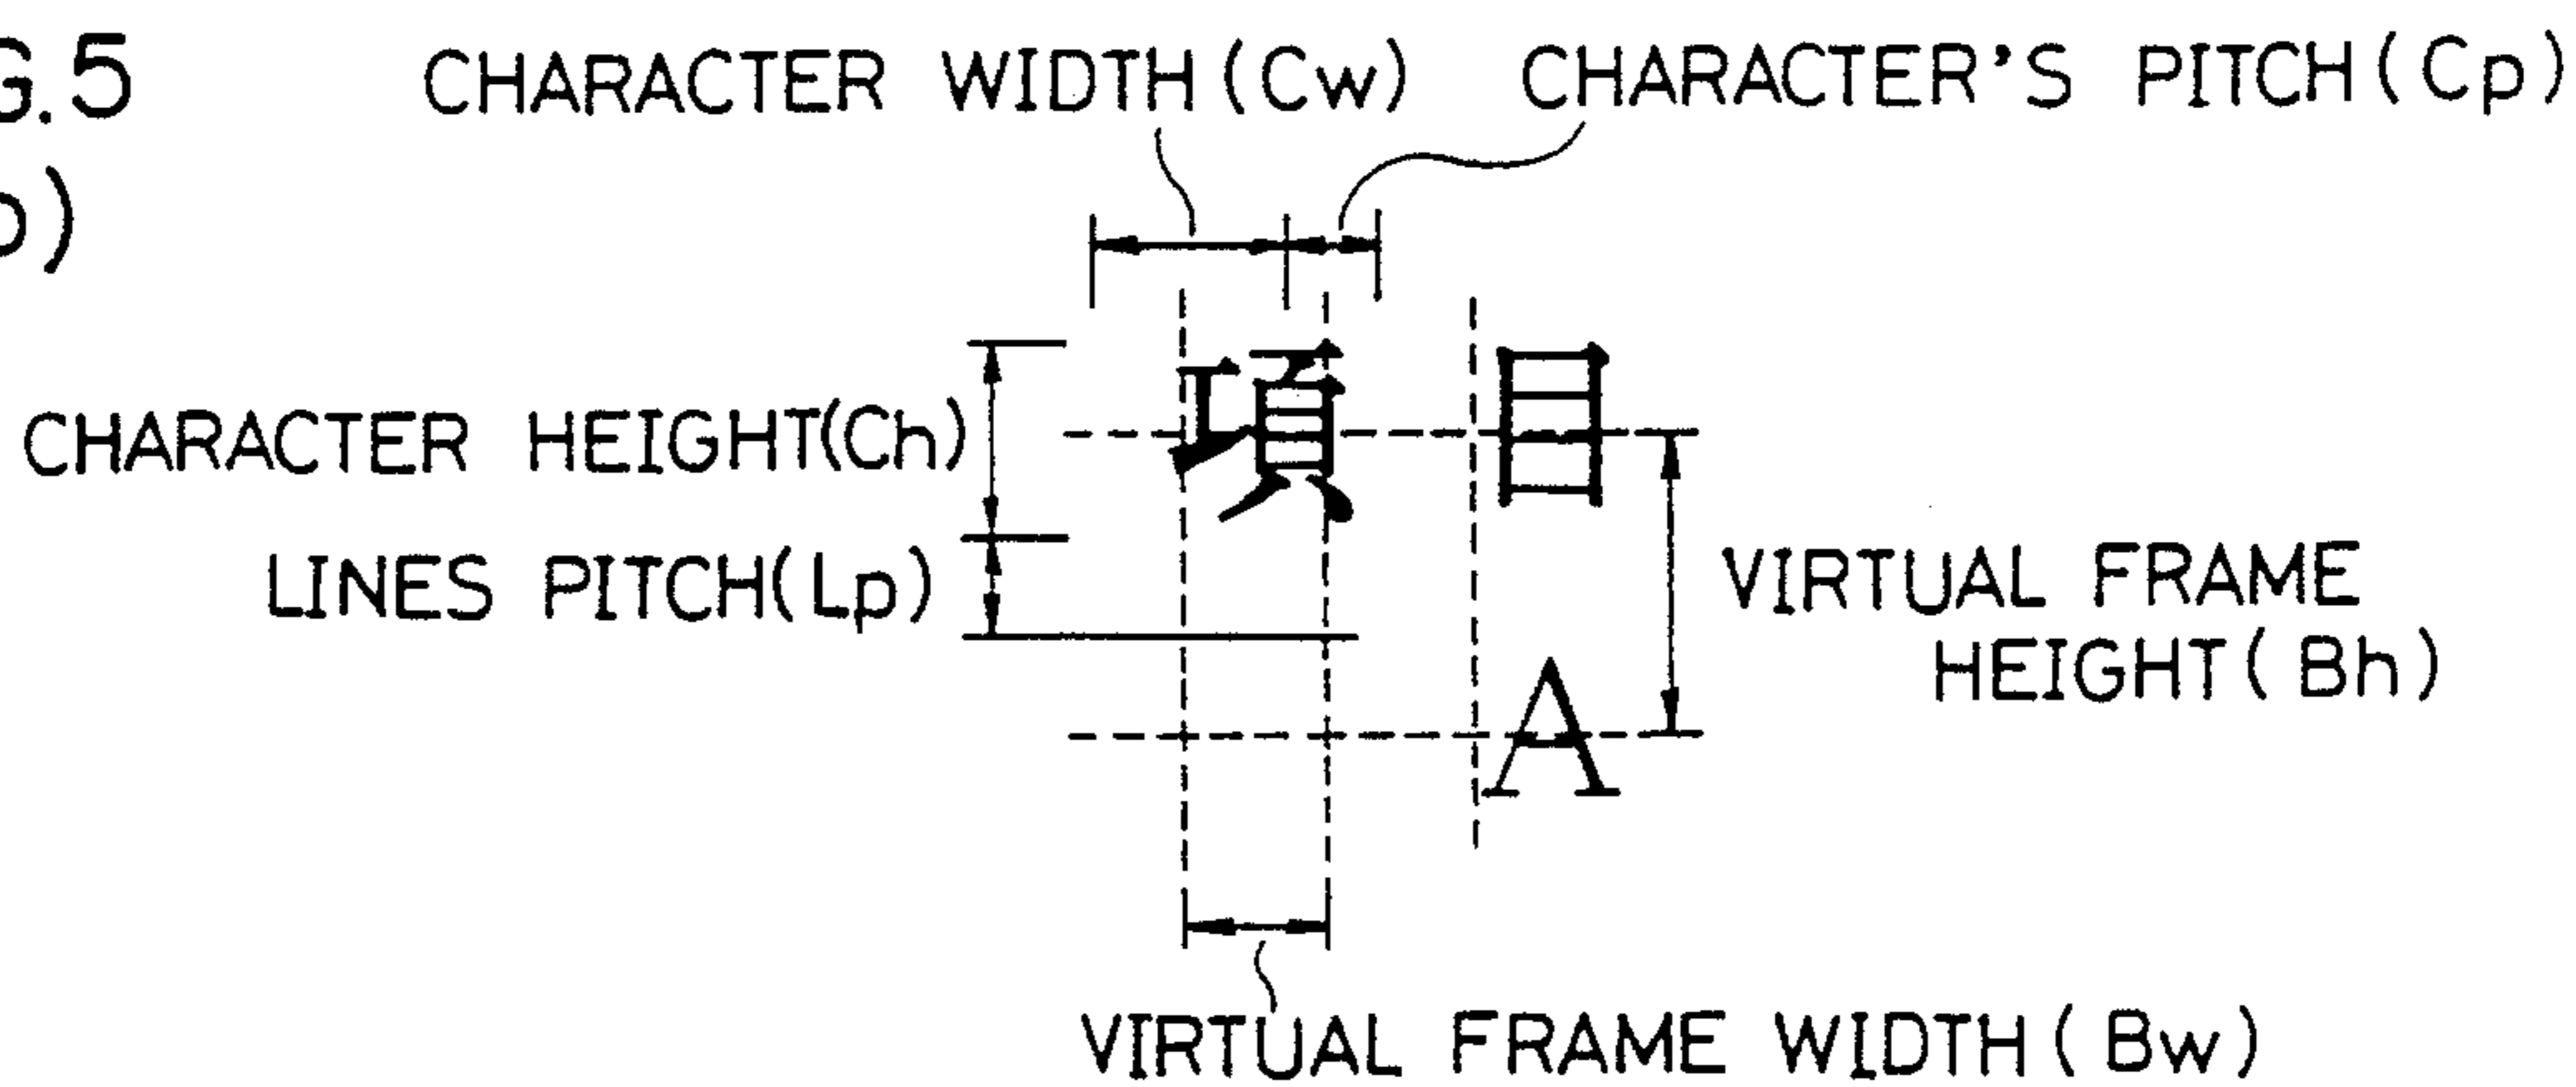 G.5 CHARACTER WIDTH(Cw) CHARACTER'S PITCH(Cp)
)
CHARACTER HEIGHT(Ch) 項 目
LINES PITCH(Lp)
VIRTUAL FRAME
HEIGHT(Bh)
A
VIRTUAL FRAME WIDTH(Bw)